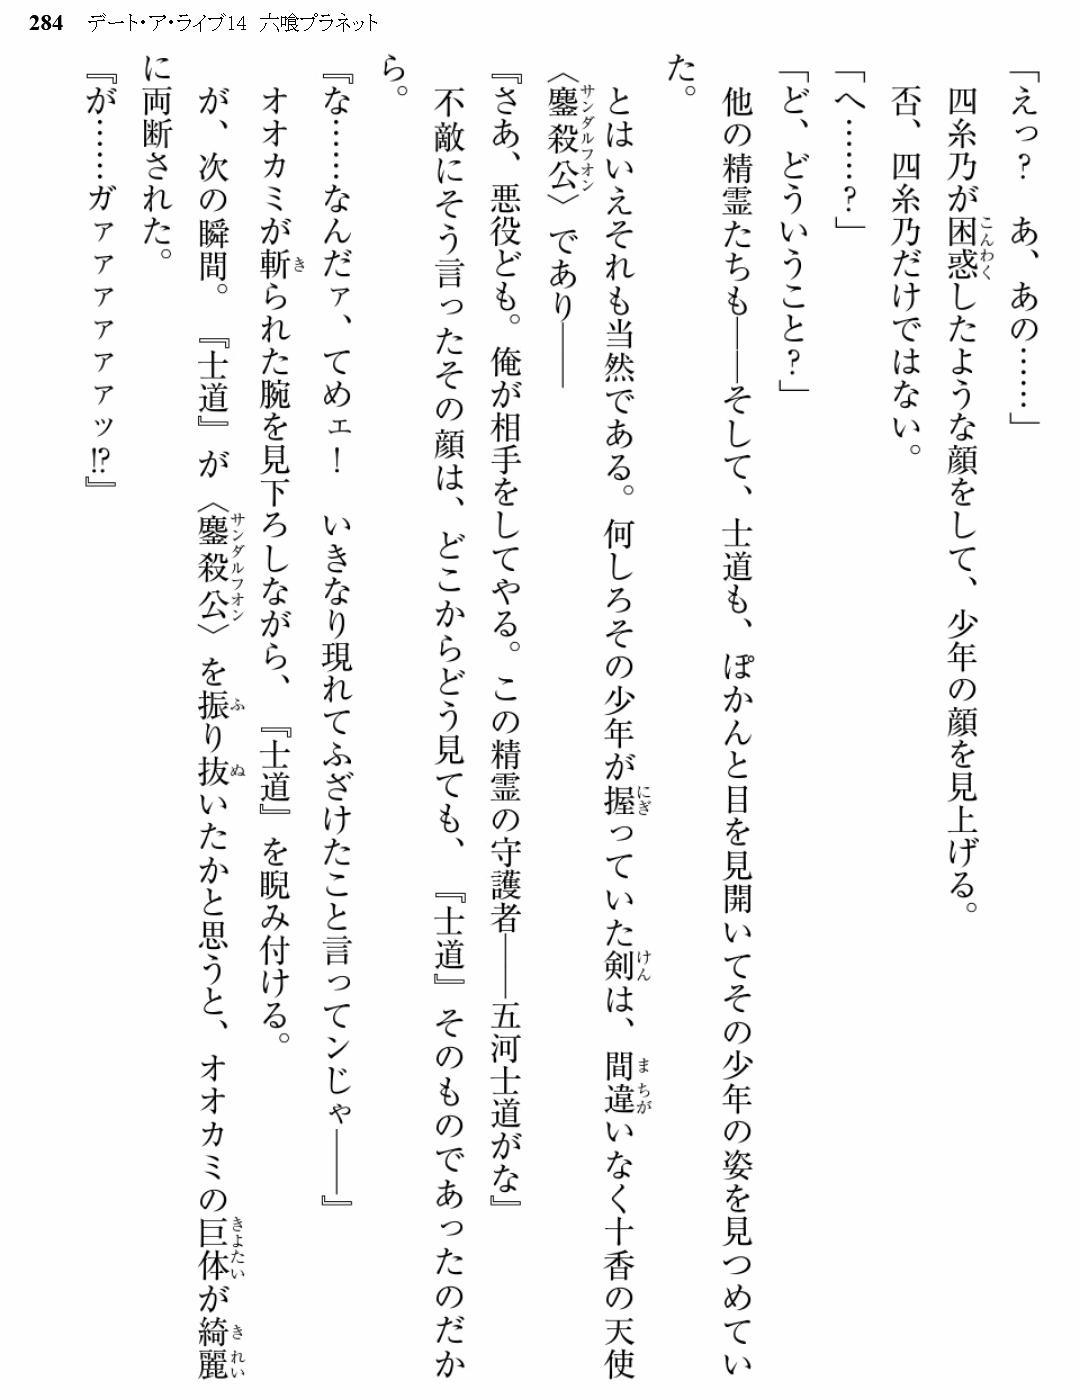 284 デート・ア・ライブ14 六喰プラネット
「えっ？　あ、あの……」
四糸乃が困惑したような顔をして、少年の顔を見上げる。
否、四糸乃だけではない。
「へ……？」
「ど、どういうこと？」
他の精霊たちも――そして、士道も、ぽかんと目を見開いてその少年の姿を見つめてい
た。
とはいえそれも当然である。何しろその少年が握っていた剣は、間違いなく十香の天使
〈鏖殺公〉であり――
『さあ、悪役ども。俺が相手をしてやる。この精霊の守護者――五河士道がな』
不敵にそう言ったその顔は、どこからどう見ても、『士道』そのものであったのだか
ら。
『な……なんだァ、てめェ！　いきなり現れてふざけたこと言ってンじゃ――』
オオカミが斬られた腕を見下ろしながら、『士道』を睨み付ける。
が、次の瞬間。『士道』が〈鏖殺公〉を振り抜いたかと思うと、オオカミの巨体が綺麗
に両断された。
『が……ガァァァァァァッ!?』